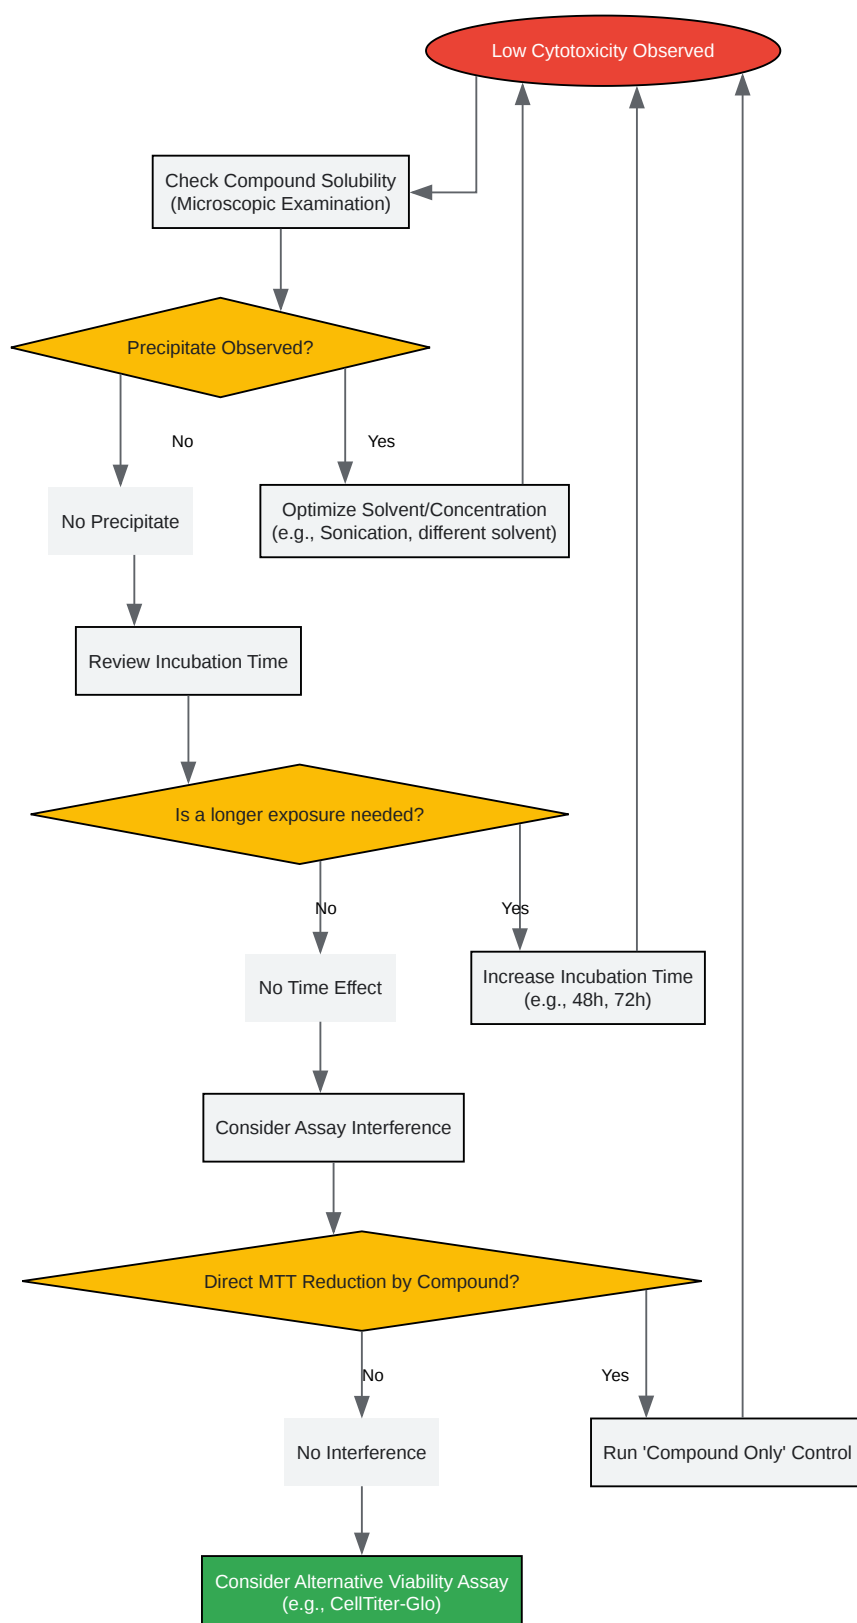 Low Cytotoxicity Observed
Check Compound Solubility
(Microscopic Examination)
Precipitate Observed?
No
Yes
No Precipitate
Optimize Solvent/Concentration
(e.g., Sonication, different solvent)
Review Incubation Time
Is a longer exposure needed?
No
Yes
No Time Effect
Increase Incubation Time
(e.g., 48h, 72h)
Consider Assay Interference
Direct MTT Reduction by Compound?
No
Yes
No Interference
Run 'Compound Only' Control
Consider Alternative Viability Assay
(e.g., CellTiter-Glo)